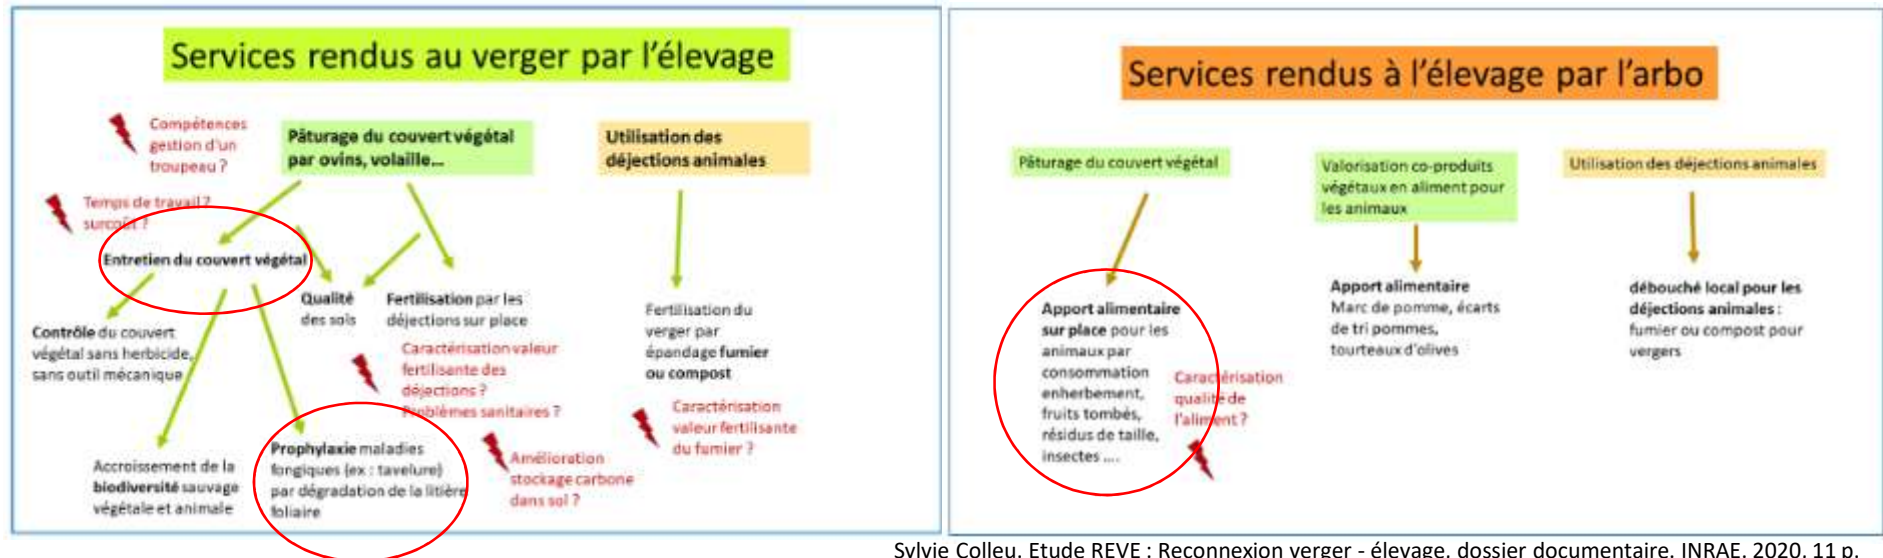 Services rendus au verger par l'élevage
Compétences
gestion d'un
troupeau ?
Pâturage du couvert végétal
par ovins, volaille...
Utilisation des
déjections animales
Temps de travail ?
surcoût ?
Entretien du couvert végétal
Qualité
des sols
Fertilisation par les
déjections sur place
Fertilisation du
verger par
épandage fumier
ou compost
Contrôle du couvert
végétal sans herbicide,
sans outil mécanique
Caractérisation valeur
fertilisante des
déjections ?
Problèmes sanitaires ?
Caractérisation
valeur fertilisante
du fumier ?
Accroissement de la
biodiversité sauvage
végétale et animale
Prophylaxie maladies
fongiques (ex : tavelure)
par dégradation de la litière
foliaire
Amélioration
stockage carbone
dans sol ?
Services rendus à l'élevage par l'arbo
Pâturage du couvert végétal
Valorisation co-produits
végétaux en aliment pour
les animaux
Utilisation des déjections animales
Apport alimentaire
sur place pour les
animaux par
consommation
enherbement,
fruits tombés,
résidus de taille,
insectes ....
Caractérisation
qualité de
l'aliment ?
Apport alimentaire
Marc de pomme, écarts
de tri pommes,
tourteaux d'olives
débouché local pour les
déjections animales :
fumier ou compost pour
vergers
Sylvie Colleu. Etude REVE : Reconnexion verger - élevage. dossier documentaire. INRAE. 2020. 11 p.